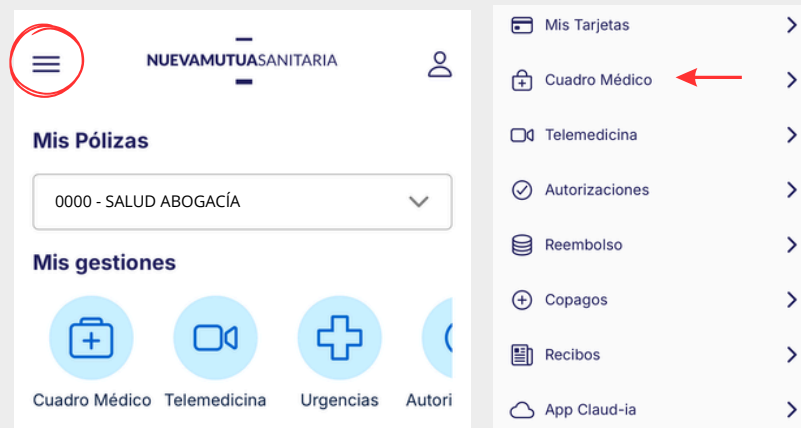 NUEVAMUTUASANITARIA
Mis Pólizas
0000 - SALUD ABOGACÍA
Mis gestiones
Cuadro Médico
Telemedicina
Urgencias
Autori
Mis Tarjetas
Cuadro Médico
Telemedicina
Autorizaciones
Reembolso
Copagos
Recibos
App Claud-ia